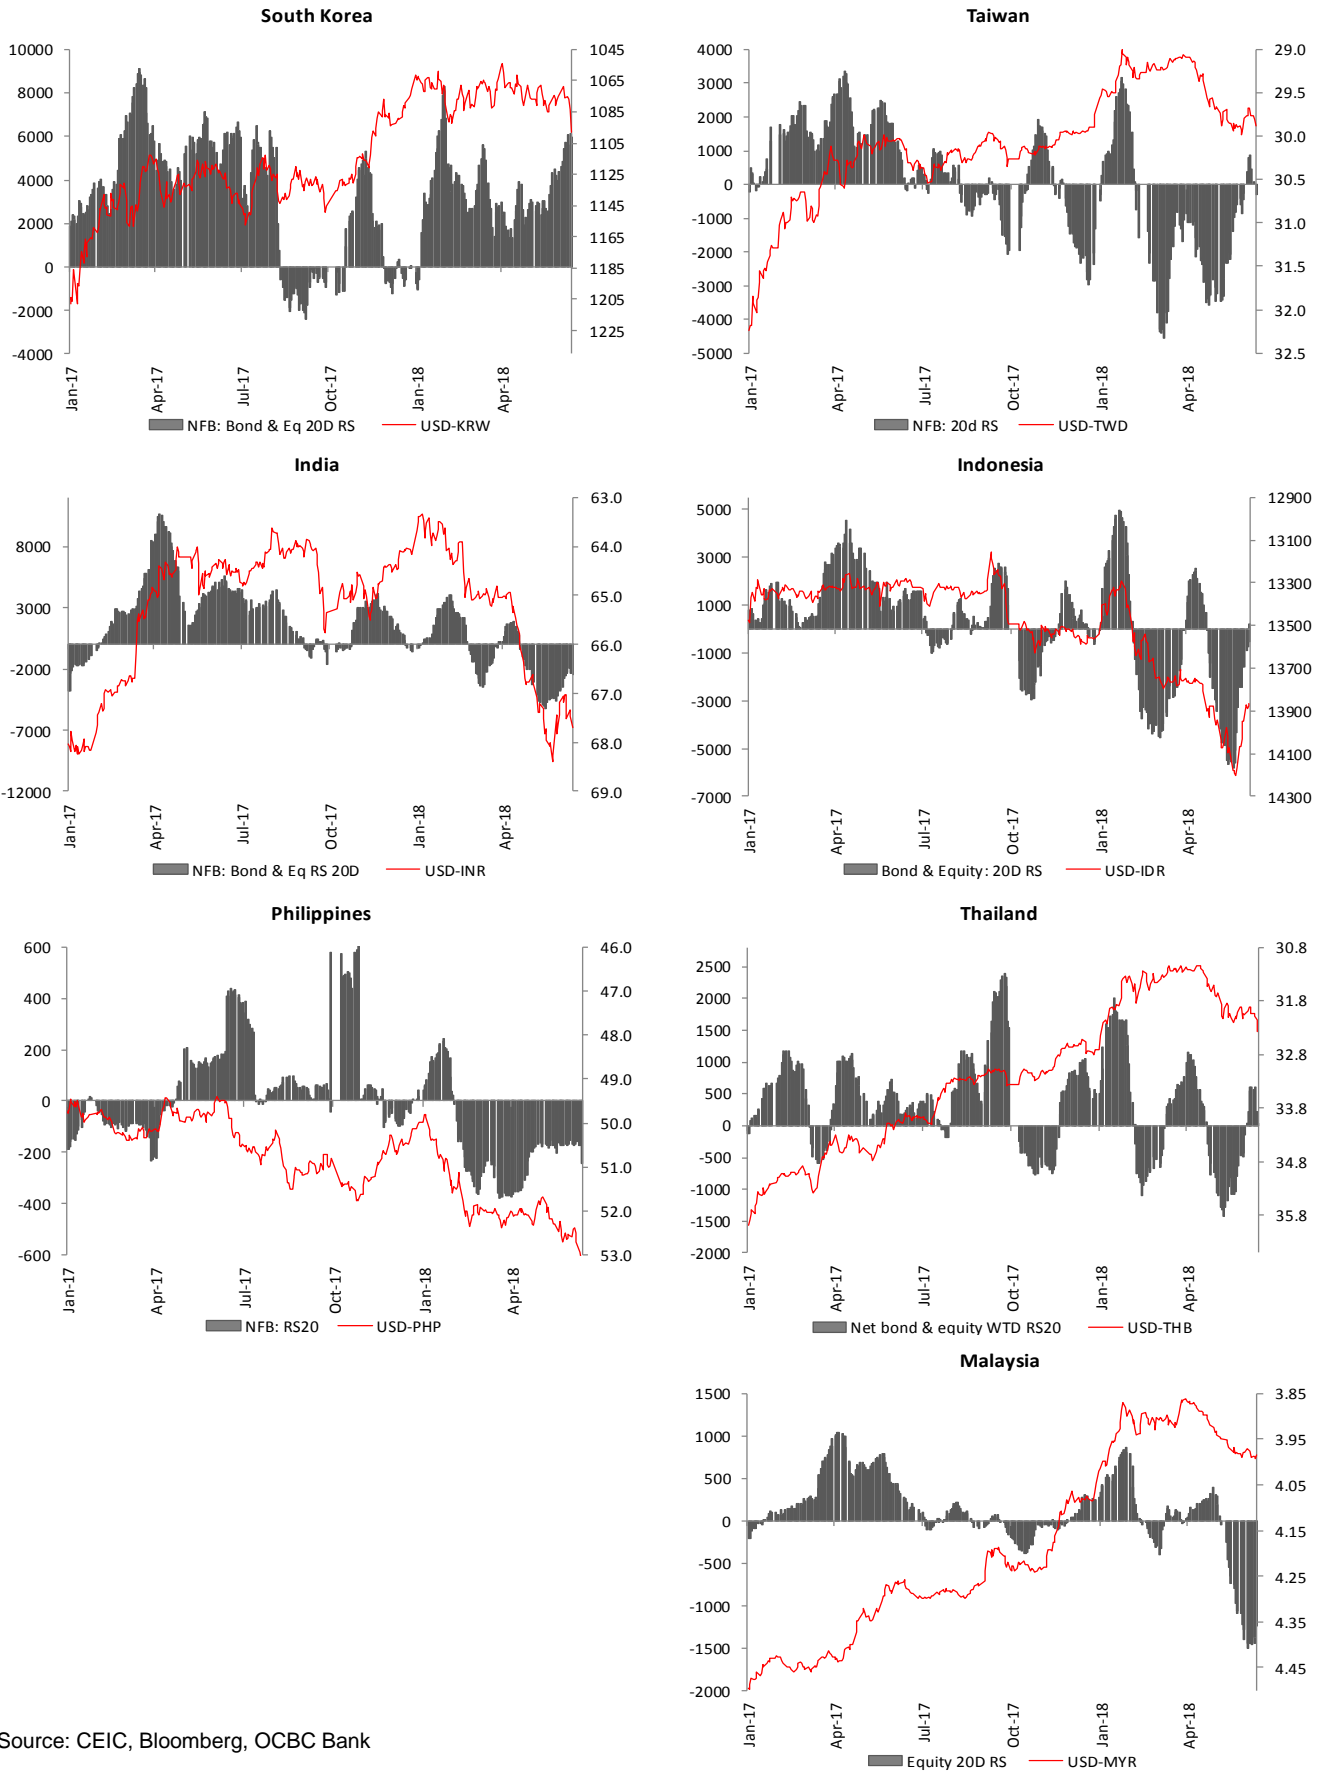 South Korea
10000
8000
6000
4000
2000
0
-2000
-4000
1045
1065
1085
1105
1125
1145
1165
1185
1205
1225
Jan-17
Apr-17
Jul-17
Oct-17
Jan-18
Apr-18
NFB: Bond & Eq 20D RS
USD-KRW
Taiwan
4000
3000
2000
1000
0
-1000
-2000
-3000
-4000
-5000
29.0
29.5
30.0
30.5
31.0
31.5
32.0
32.5
Jan-17
Apr-17
Jul-17
Oct-17
Jan-18
Apr-18
NFB: 20d RS
USD-TWD
India
8000
3000
-2000
-7000
-12000
63.0
64.0
65.0
66.0
67.0
68.0
69.0
Jan-17
Apr-17
Jul-17
Oct-17
Jan-18
Apr-18
NFB: Bond & Eq RS 20D
USD-INR
Indonesia
5000
3000
1000
-1000
-3000
-5000
-7000
12900
13100
13300
13500
13700
13900
14100
14300
Jan-17
Apr-17
Jul-17
Oct-17
Jan-18
Apr-18
Bond & Equity: 20D RS
USD-IDR
Philippines
600
400
200
0
-200
-400
-600
46.0
47.0
48.0
49.0
50.0
51.0
52.0
53.0
Jan-17
Apr-17
Jul-17
Oct-17
Jan-18
Apr-18
NFB: RS20
USD-PHP
Thailand
2500
2000
1500
1000
500
0
-500
-1000
-1500
-2000
30.8
31.8
32.8
33.8
34.8
35.8
Jan-17
Apr-17
Jul-17
Oct-17
Jan-18
Apr-18
Net bond & equity WTD RS20
USD-THB
Malaysia
1500
1000
500
0
-500
-1000
-1500
-2000
3.85
3.95
4.05
4.15
4.25
4.35
4.45
Jan-17
Apr-17
Jul-17
Oct-17
Jan-18
Apr-18
Equity 20D RS
USD-MYR
Source: CEIC, Bloomberg, OCBC Bank